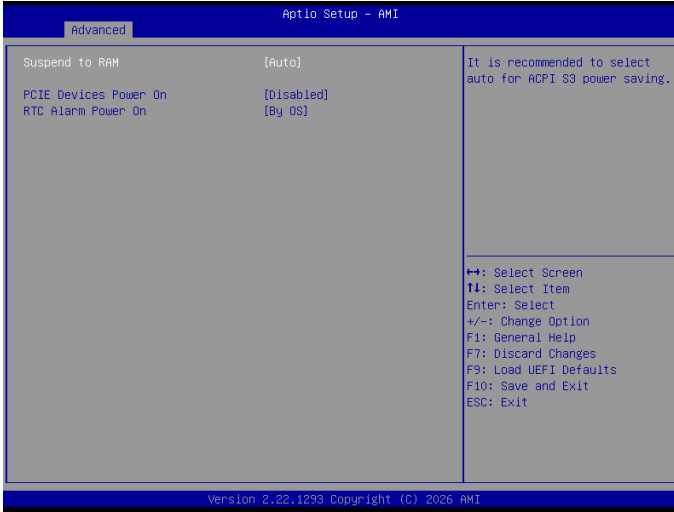 Aptio Setup – AMI
Advanced
Suspend to RAM [Auto]
PCIE Devices Power On [Disabled]
RTC Alarm Power On [By OS]
It is recommended to select
auto for ACPI S3 power saving.
↔: Select Screen
↑↓: Select Item
Enter: Select
+/-: Change Option
F1: General Help
F7: Discard Changes
F9: Load UEFI Defaults
F10: Save and Exit
ESC: Exit
Version 2.22.1293 Copyright (C) 2026 AMI